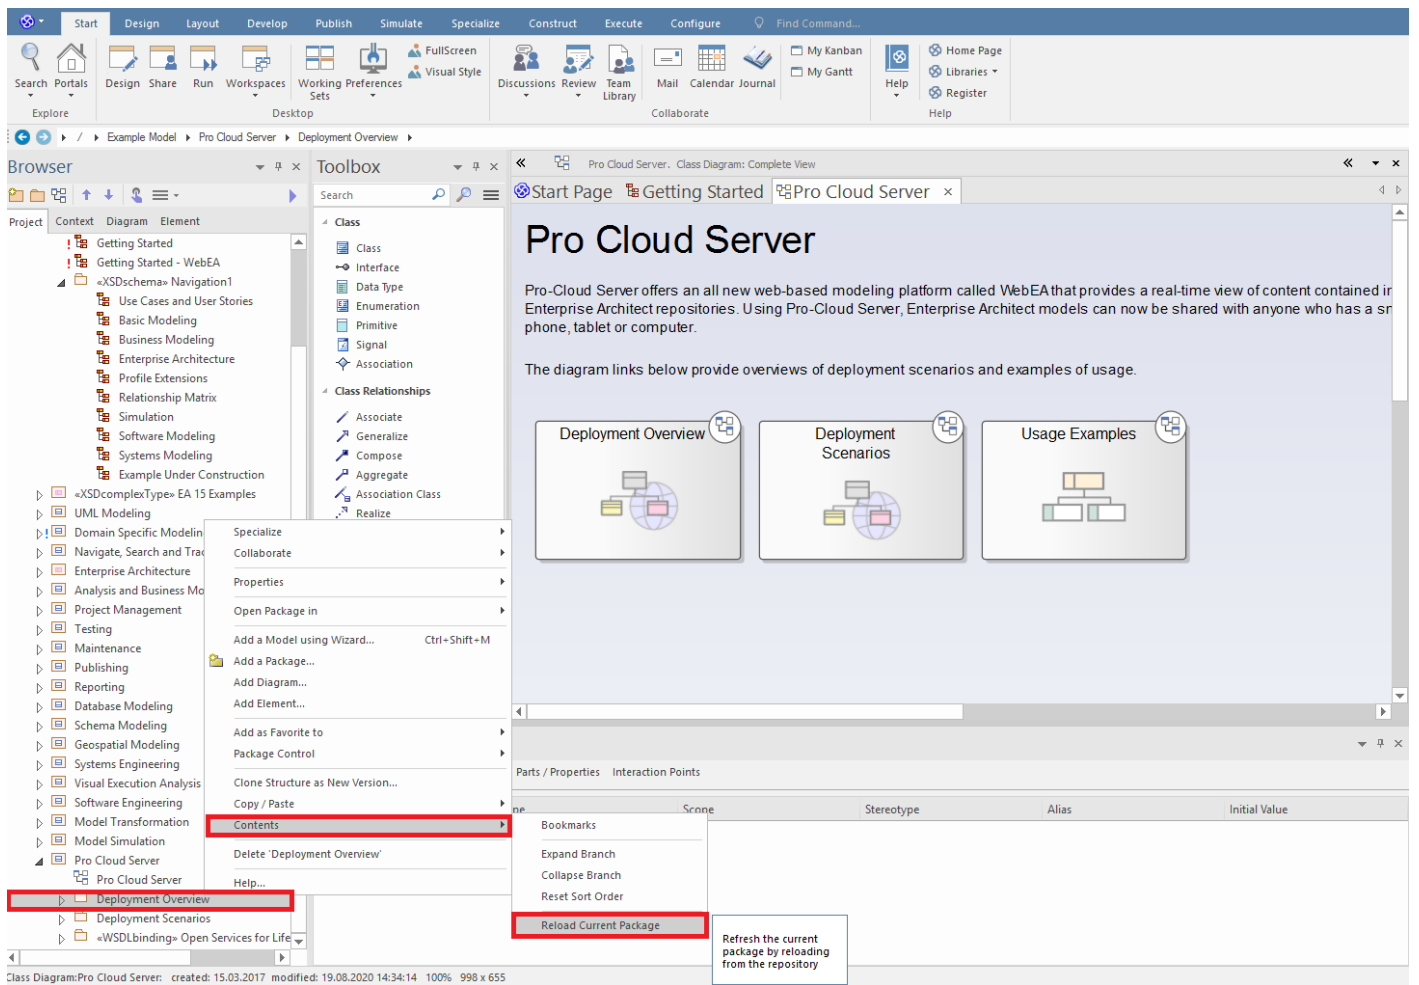 Start Design Layout Develop Publish Simulate Specialize Construct Execute Configure Find Command...
Search Portals Design Share Run Workspaces Working Sets Preferences FullScreen Visual Style Discussions Review Team Library Mail Calendar Journal My Kanban My Gantt Help Home Page Libraries Register
Explore Desktop Collaborate Help
/ Example Model Pro Cloud Server Deployment Overview
Browser
Project Context Diagram Element
! Getting Started
! Getting Started - WebEA
«XSDschema» Navigation1
Use Cases and User Stories
Basic Modeling
Business Modeling
Enterprise Architecture
Profile Extensions
Relationship Matrix
Simulation
Software Modeling
Systems Modeling
Example Under Construction
«XSDcomplexType» EA 15 Examples
UML Modeling
! Domain Specific Modelin
Navigate, Search and Trac
Enterprise Architecture
Analysis and Business Mo
Project Management
Testing
Maintenance
Publishing
Reporting
Database Modeling
Schema Modeling
Geospatial Modeling
Systems Engineering
Visual Execution Analysis
Software Engineering
Model Transformation
Model Simulation
Pro Cloud Server
Pro Cloud Server
Deployment Overview
Deployment Scenarios
«WSDLbinding» Open Services for Life
Toolbox
Search
Class
Class
Interface
Data Type
Enumeration
Primitive
Signal
Association
Class Relationships
Associate
Generalize
Compose
Aggregate
Association Class
Realize
Specialize
Collaborate
Properties
Open Package in
Add a Model using Wizard... Ctrl+Shift+M
Add a Package...
Add Diagram...
Add Element...
Add as Favorite to
Package Control
Clone Structure as New Version...
Copy / Paste
Contents
Delete 'Deployment Overview'
Help...
Bookmarks
Expand Branch
Collapse Branch
Reset Sort Order
Reload Current Package
Refresh the current
package by reloading
from the repository
Pro Cloud Server. Class Diagram: Complete View
Start Page Getting Started Pro Cloud Server
Pro Cloud Server
Pro-Cloud Server offers an all new web-based modeling platform called WebEA that provides a real-time view of content contained ir
Enterprise Architect repositories. Using Pro-Cloud Server, Enterprise Architect models can now be shared with anyone who has a sr
phone, tablet or computer.
The diagram links below provide overviews of deployment scenarios and examples of usage.
Deployment Overview
Deployment
Scenarios
Usage Examples
Parts / Properties Interaction Points
ne Scope Stereotype Alias Initial Value
Class Diagram:Pro Cloud Server: created: 15.03.2017 modified: 19.08.2020 14:34:14 100% 998 x 655